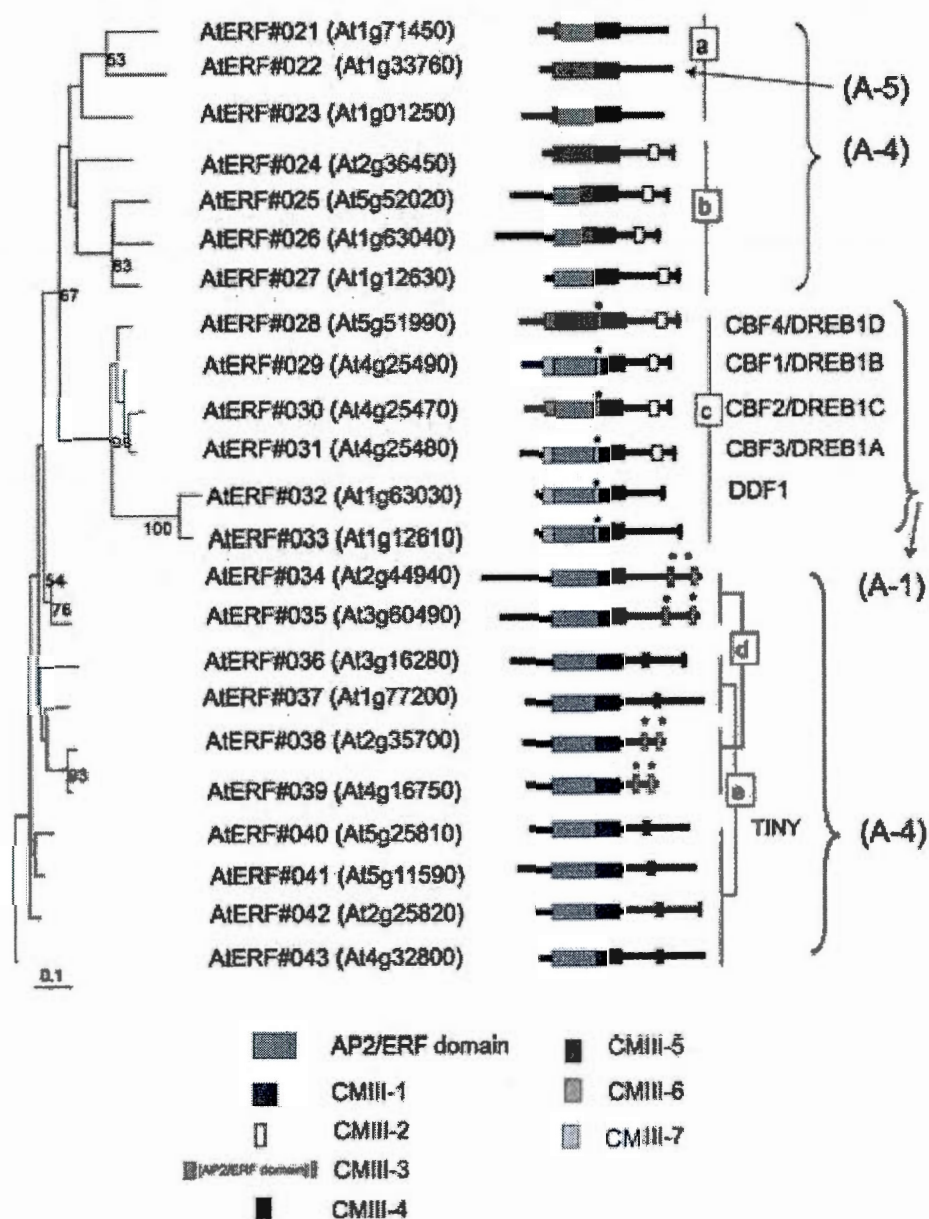 AtERF#021 (At1g71450)
a
63
AtERF#022 (At1g33760)
(A-5)
AtERF#023 (At1g01250)
(A-4)
AtERF#024 (At2g36450)
AtERF#025 (At5g52020)
b
AtERF#026 (At1g63040)
83
AtERF#027 (At1g12630)
67
*
AtERF#028 (At5g51990)
CBF4/DREB1D
*
AtERF#029 (At4g25490)
CBF1/DREB1B
*
AtERF#030 (At4g25470)
c
CBF2/DREB1C
*
AtERF#031 (At4g25480)
CBF3/DREB1A
*
AtERF#032 (At1g63030)
DDF1
*
100
AtERF#033 (At1g12610)
* *
54
AtERF#034 (At2g44940)
(A-1)
* *
76
AtERF#035 (At3g60490)
d
AtERF#036 (At3g16280)
AtERF#037 (At1g77200)
* *
AtERF#038 (At2g35700)
* *
93
AtERF#039 (At4g16750)
e
AtERF#040 (At5g25810)
TINY
(A-4)
AtERF#041 (At5g11590)
AtERF#042 (At2g25820)
AtERF#043 (At4g32800)
0.1
AP2/ERF domain
CMIII-5
CMIII-1
CMIII-6
CMIII-2
CMIII-7
[AP2/ERF domain]
CMIII-3
CMIII-4